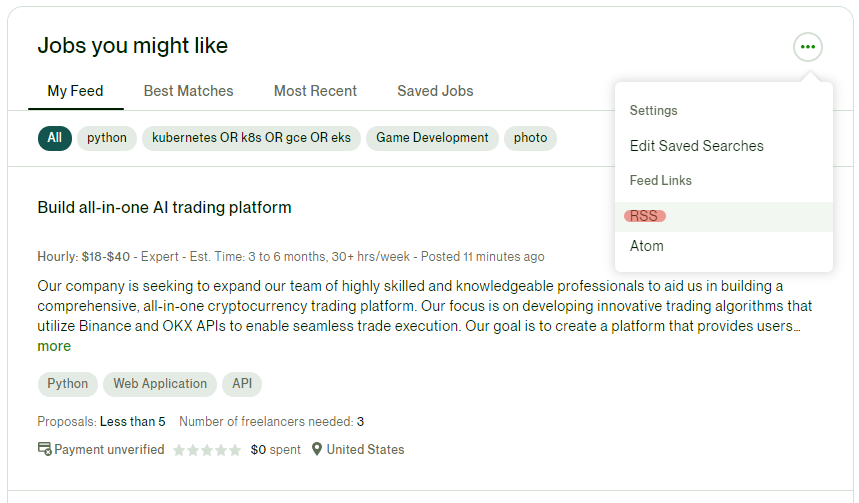 Jobs you might like
My Feed
Best Matches
Most Recent
Saved Jobs
Settings
Edit Saved Searches
Feed Links
RSS
Atom
All
python
kubernetes OR k8s OR gce OR eks
Game Development
photo
Build all-in-one AI trading platform
Hourly: $18-$40 - Expert - Est. Time: 3 to 6 months, 30+ hrs/week - Posted 11 minutes ago
Our company is seeking to expand our team of highly skilled and knowledgeable professionals to aid us in building a
comprehensive, all-in-one cryptocurrency trading platform. Our focus is on developing innovative trading algorithms that
utilize Binance and OKX APIs to enable seamless trade execution. Our goal is to create a platform that provides users…
more
Python
Web Application
API
Proposals: Less than 5 Number of freelancers needed: 3
Payment unverified $0 spent United States